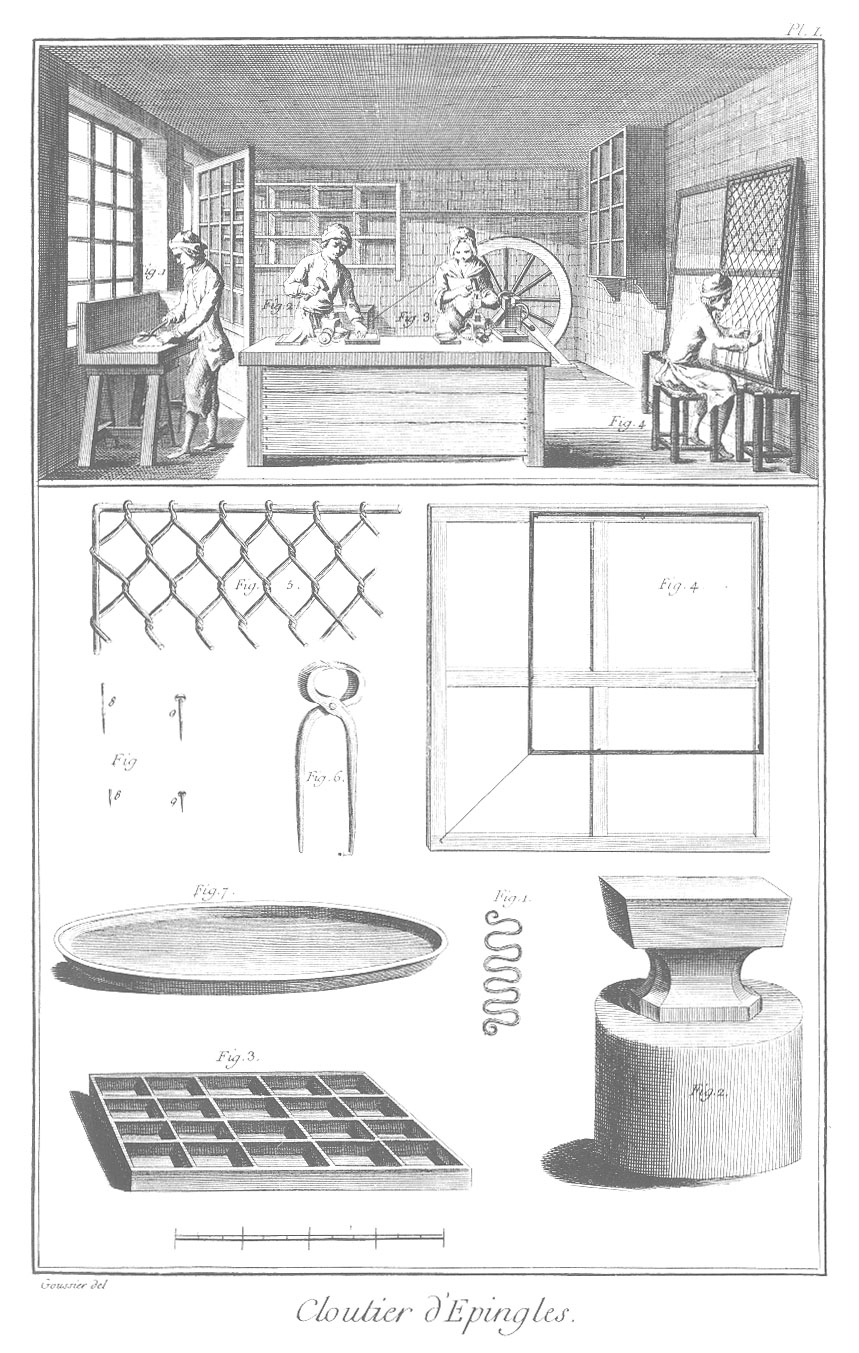 Pl. I.
Fig. 1
Fig. 2
Fig. 3.
Fig. 4
Fig. 5.
Fig. 4
8
9
Fig
8
9
Fig. 6.
Fig. 7.
Fig. 1.
Fig. 3.
Fig. 2.
Goussier del
Cloutier d'Epingles.